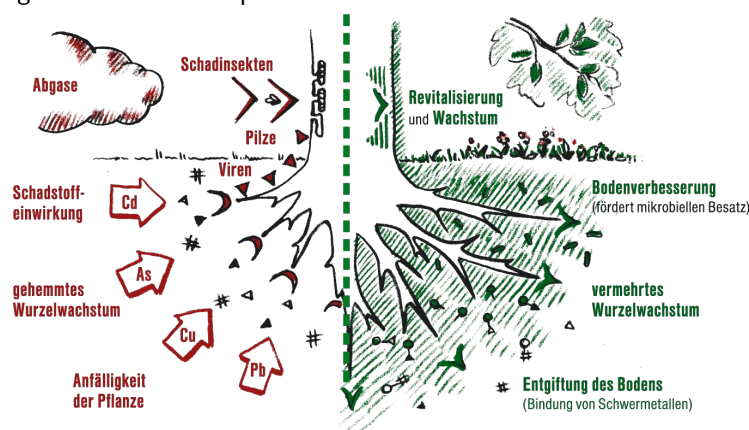 Abgase
Schadinsekten
Pilze
Viren
Schadstoff-
einwirkung
Cd
As
gehemmtes
Wurzelwachstum
Cu
Pb
Anfälligkeit
der Pflanze
Revitalisierung
und Wachstum
Bodenverbesserung
(fördert mikrobiellen Besatz)
vermehrtes
Wurzelwachstum
Entgiftung des Bodens
(Bindung von Schwermetallen)